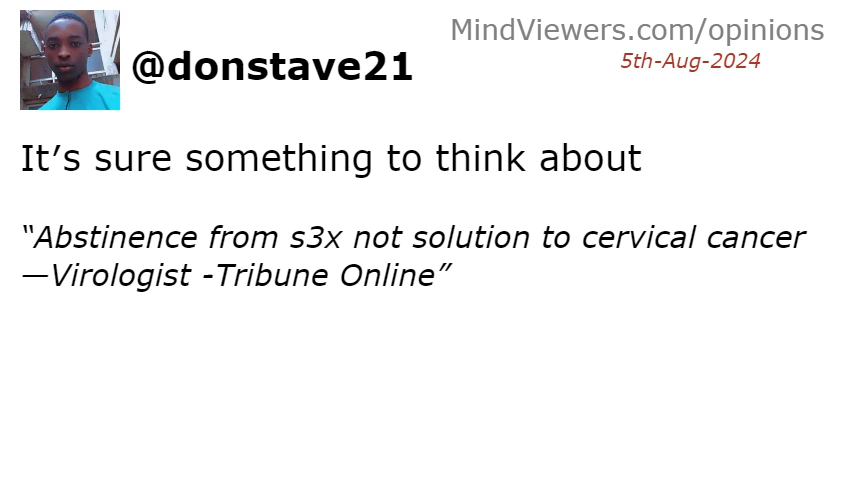 MindViewers.com/opinions
5th-Aug-2024
@donstave21
It’s sure something to think about
“Abstinence from s3x not solution to cervical cancer
—Virologist -Tribune Online”